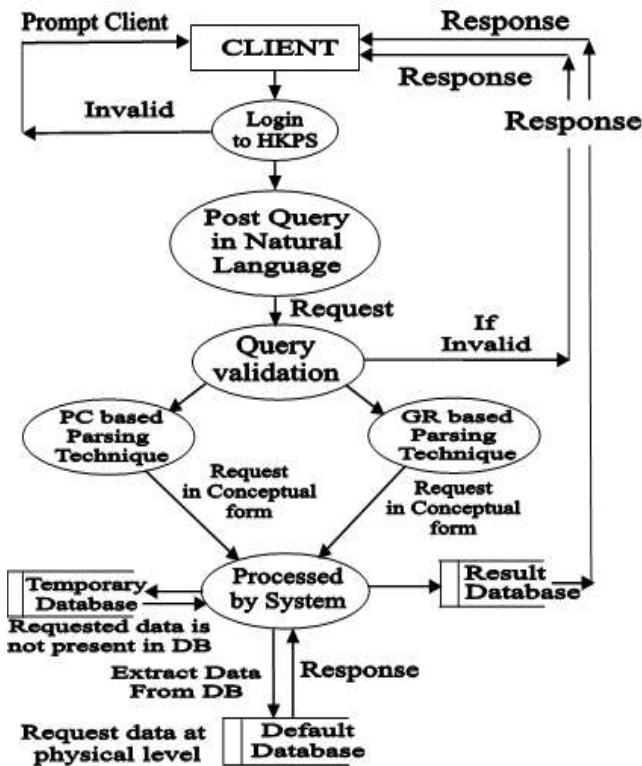 Prompt Client
CLIENT
Response
Response
Response
Invalid
Login
to HKPS
Post Query
in Natural
Language
Request
If
Invalid
Query
validation
PC based
Parsing
Technique
GR based
Parsing
Technique
Request
in Conceptual
form
Request
in Conceptual
form
Temporary
Database
Processed
by System
Result
Database
Requested data is
not present in DB
Extract Data
From DB
Response
Request data at
physical level
Default
Database